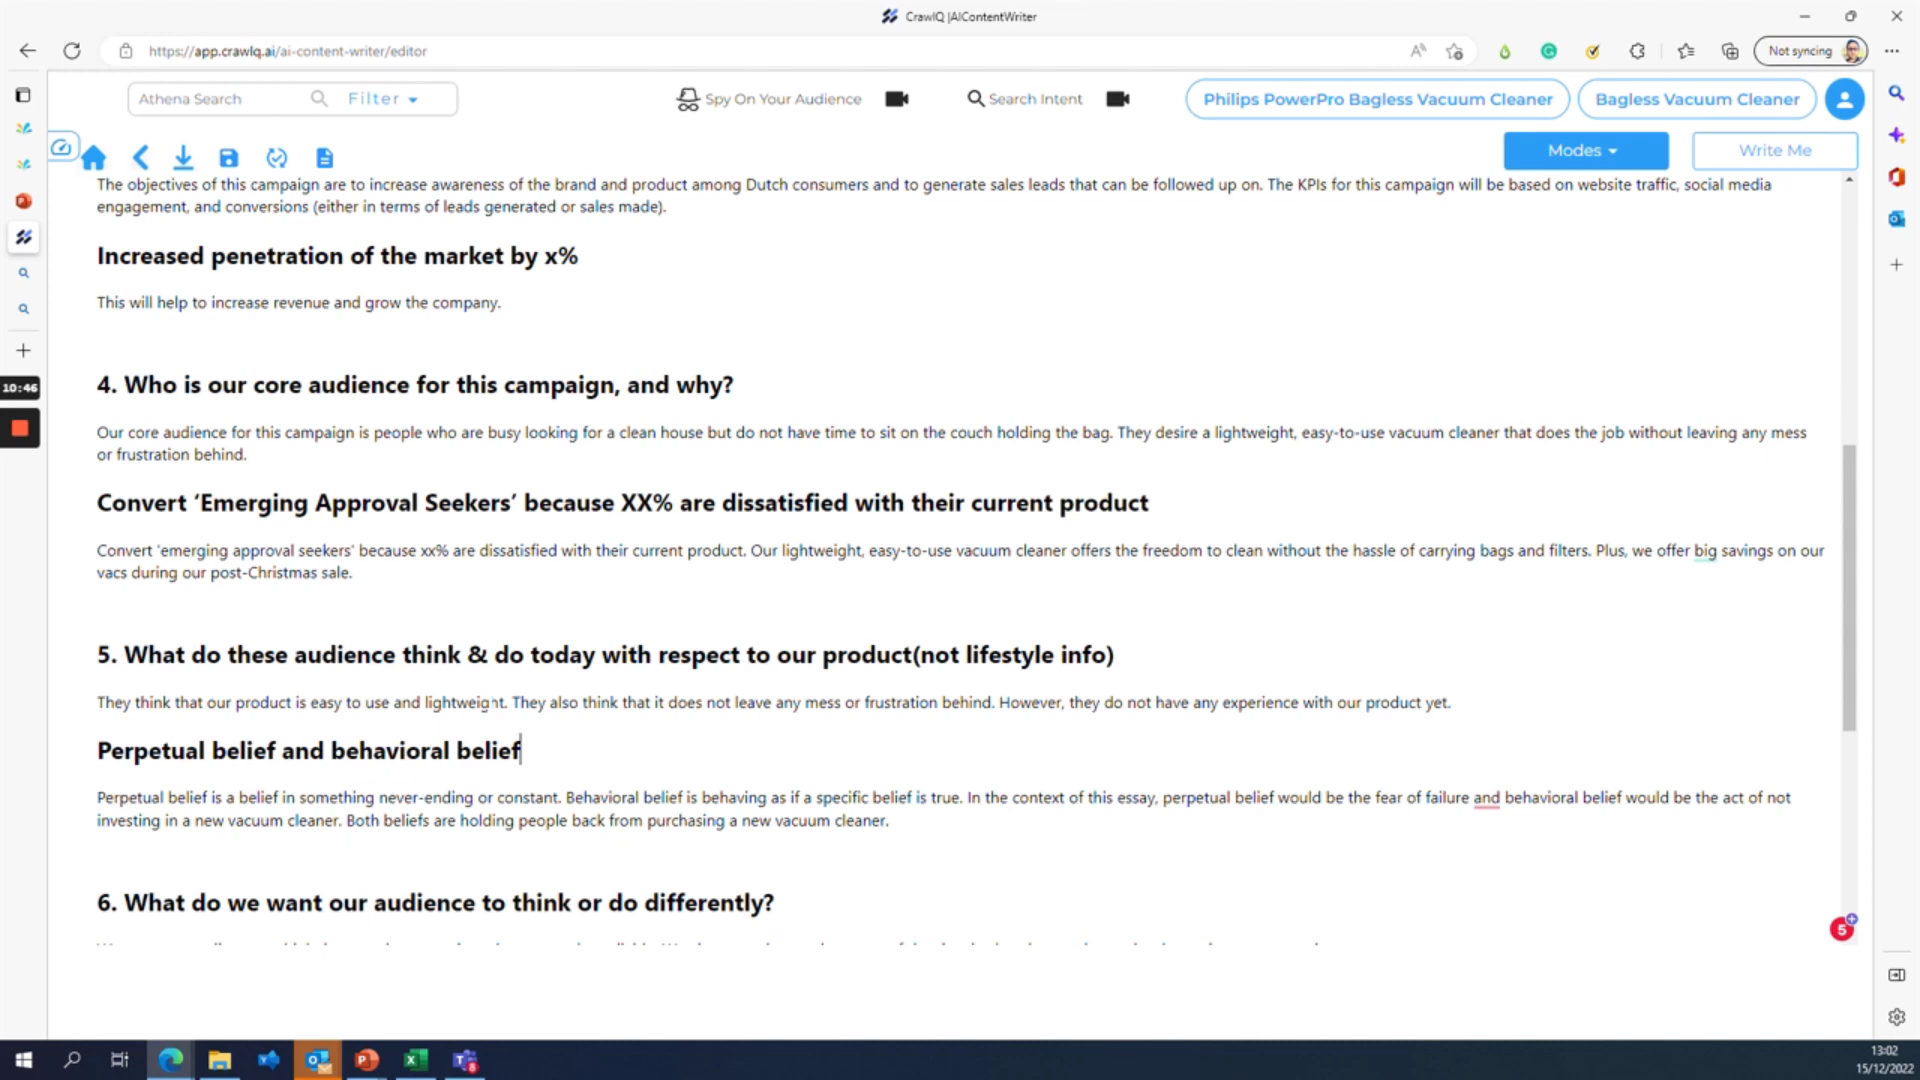 CrawlQ |AIContentWriter
https://app.crawlq.ai/ai-content-writer/editor
Not syncing
Athena Search
Filter
Spy On Your Audience
Search Intent
Philips PowerPro Bagless Vacuum Cleaner
Bagless Vacuum Cleaner
Modes
Write Me
The objectives of this campaign are to increase awareness of the brand and product among Dutch consumers and to generate sales leads that can be followed up on. The KPIs for this campaign will be based on website traffic, social media
engagement, and conversions (either in terms of leads generated or sales made).
Increased penetration of the market by x%
This will help to increase revenue and grow the company.
10:46
4. Who is our core audience for this campaign, and why?
Our core audience for this campaign is people who are busy looking for a clean house but do not have time to sit on the couch holding the bag. They desire a lightweight, easy-to-use vacuum cleaner that does the job without leaving any mess
or frustration behind.
Convert ‘Emerging Approval Seekers’ because XX% are dissatisfied with their current product
Convert 'emerging approval seekers' because xx% are dissatisfied with their current product. Our lightweight, easy-to-use vacuum cleaner offers the freedom to clean without the hassle of carrying bags and filters. Plus, we offer big savings on our
vacs during our post-Christmas sale.
5. What do these audience think & do today with respect to our product(not lifestyle info)
They think that our product is easy to use and lightweight. They also think that it does not leave any mess or frustration behind. However, they do not have any experience with our product yet.
Perpetual belief and behavioral belief
Perpetual belief is a belief in something never-ending or constant. Behavioral belief is behaving as if a specific belief is true. In the context of this essay, perpetual belief would be the fear of failure and behavioral belief would be the act of not
investing in a new vacuum cleaner. Both beliefs are holding people back from purchasing a new vacuum cleaner.
6. What do we want our audience to think or do differently?
5
13:02
15/12/2022